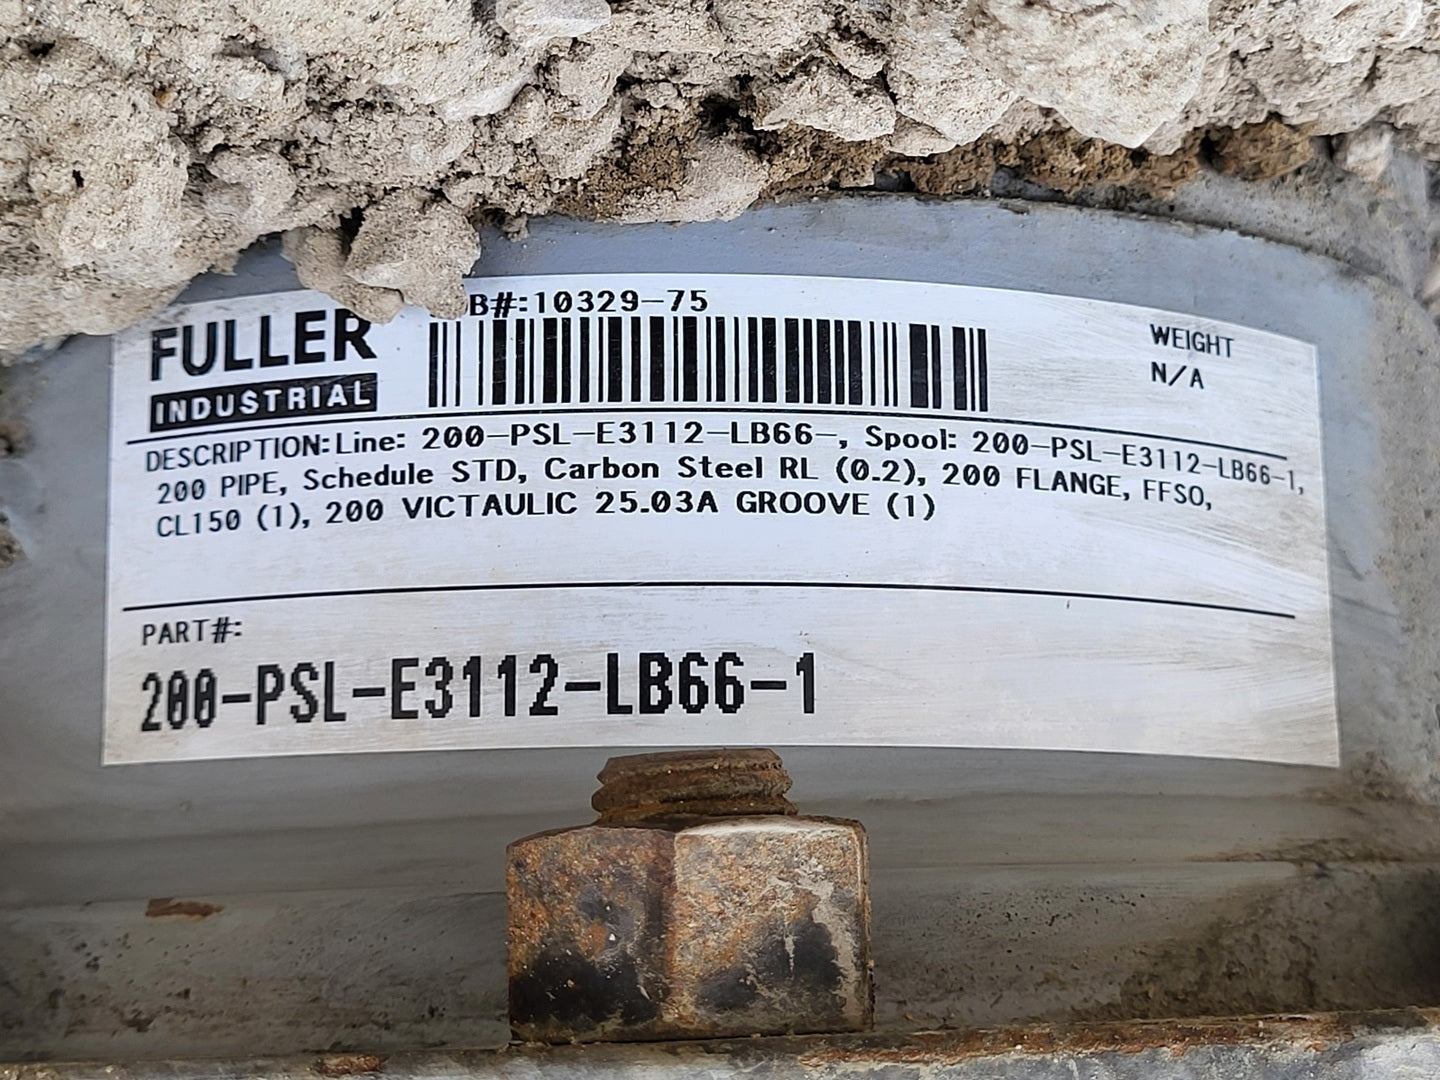 FULLER
INDUSTRIAL
B#:10329-75
WEIGHT
N/A
DESCRIPTION: Line: 200-PSL-E3112-LB66-, Spool: 200-PSL-E3112-LB66-1,
200 PIPE, Schedule STD, Carbon Steel RL (0.2), 200 FLANGE, FFSO,
CL150 (1), 200 VICTAULIC 25.03A GROOVE (1)
PART#:
200-PSL-E3112-LB66-1